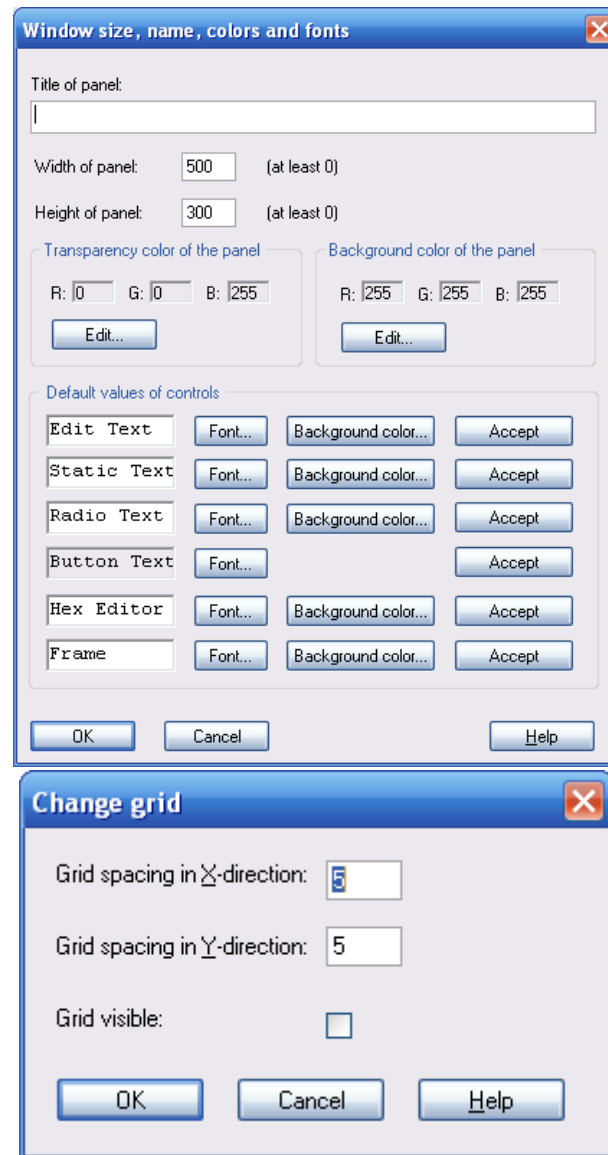 Window size, name, colors and fonts
Title of panel:
Width of panel: 500 (at least 0)
Height of panel: 300 (at least 0)
Transparency color of the panel
R: 0 G: 0 B: 255
Edit...
Background color of the panel
R: 255 G: 255 B: 255
Edit...
Default values of controls
Edit Text Font... Background color... Accept
Static Text Font... Background color... Accept
Radio Text Font... Background color... Accept
Button Text Font... Accept
Hex Editor Font... Background color... Accept
Frame Font... Background color... Accept
OK Cancel Help
Change grid
Grid spacing in X-direction: 5
Grid spacing in Y-direction: 5
Grid visible:
OK Cancel Help